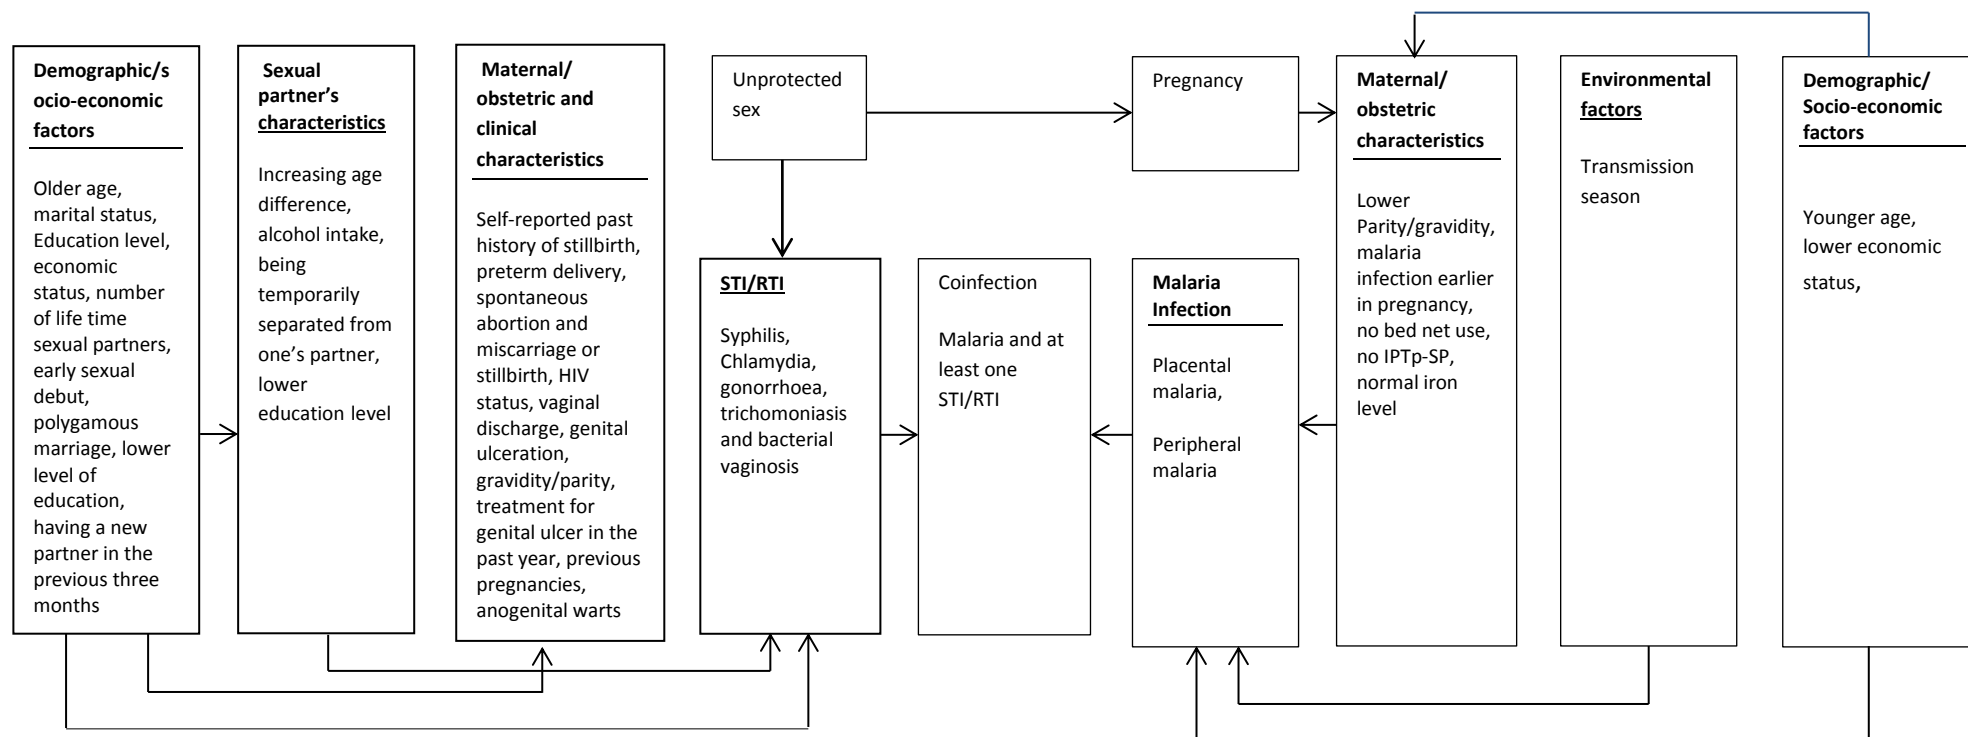 Demographic/s
ocio-economic
factors
Older age,
marital status,
Education level,
economic
status, number
of life time
sexual partners,
early sexual
debut,
polygamous
marriage, lower
level of
education,
having a new
partner in the
previous three
months
Sexual
partner's
characteristics
Increasing age
difference,
alcohol intake,
being
temporarily
separated from
one's partner,
lower
education level
Maternal/
obstetric and
clinical
characteristics
Self-reported past
history of stillbirth,
preterm delivery,
spontaneous
abortion and
miscarriage or
stillbirth, HIV
status, vaginal
discharge, genital
ulceration,
gravidity/parity,
treatment for
genital ulcer in the
past year, previous
pregnancies,
anogenital warts
Unprotected
sex
STI/RTI
Syphilis,
Chlamydia,
gonorrhoea,
trichomoniasis
and bacterial
vaginosis
Coinfection
Malaria and at
least one
STI/RTI
Pregnancy
Malaria
Infection
Placental
malaria,
Peripheral
malaria
Maternal/
obstetric
characteristics
Lower
Parity/gravidity,
malaria
infection earlier
in pregnancy,
no bed net use,
no IPTp-SP,
normal iron
level
Environmental
factors
Transmission
season
Demographic/
Socio-economic
factors
Younger age,
lower economic
status,